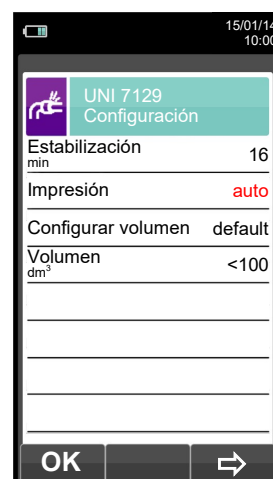 15/01/14
10:00
UNI 7129
Configuración
Estabilización
min
16
Impresión auto
Configurar volumen default
Volumen
dm³
<100
OK